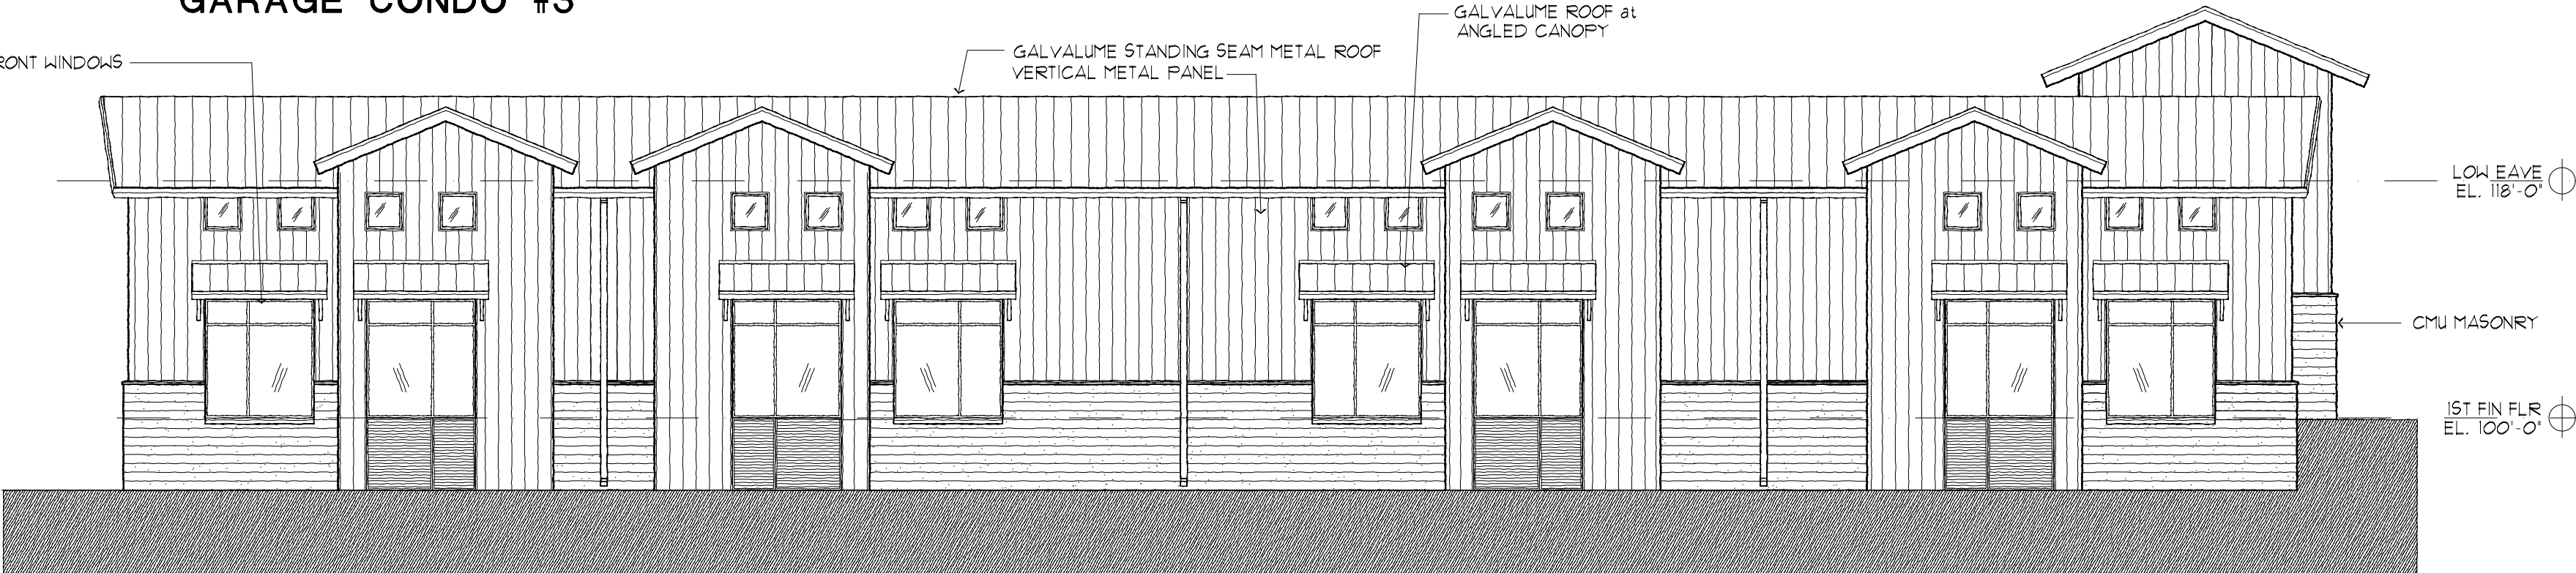 GARAGE CONDO #3
GALVALUME ROOF at
ANGLED CANOPY
GALVALUME STANDING SEAM METAL ROOF
VERTICAL METAL PANEL
WINDOWS
LOW EAVE
EL. 118'-0"
CMU MASONRY
1ST FIN FLR
EL. 100'-0"